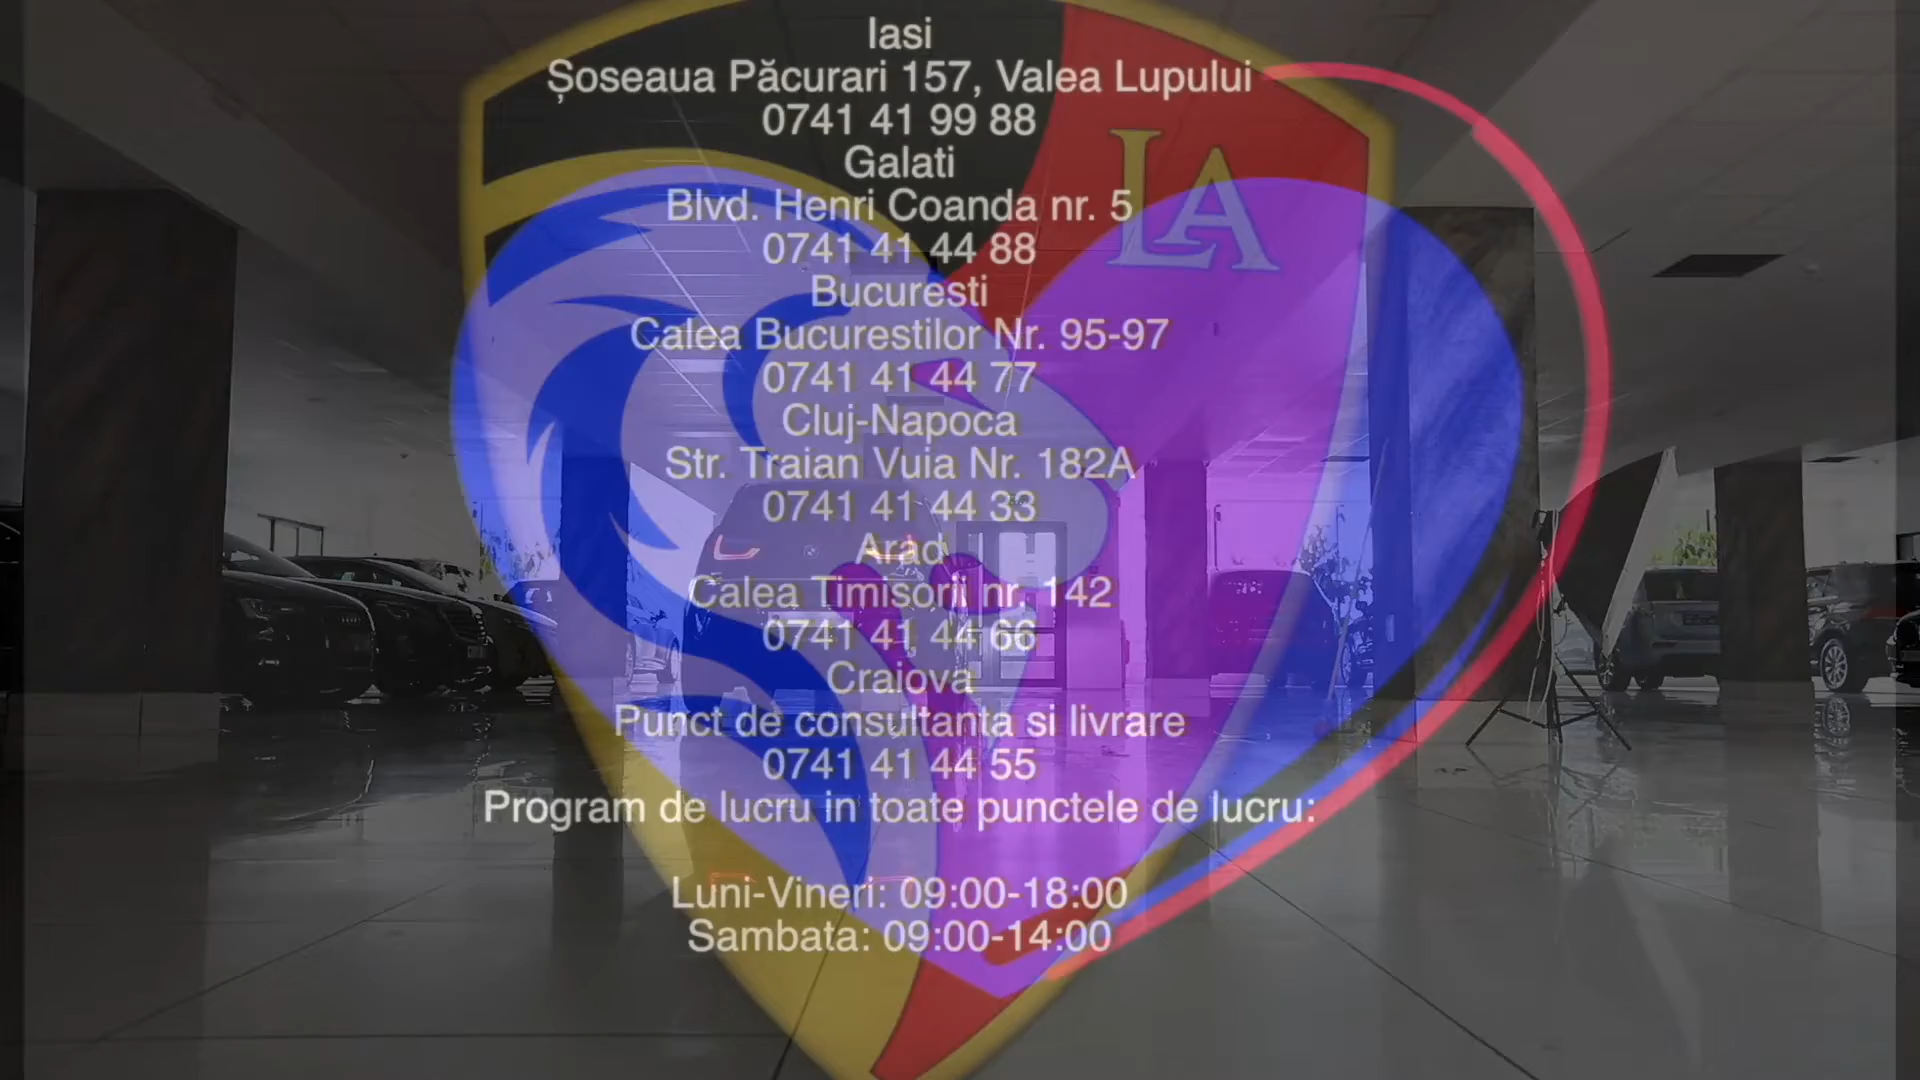 Iasi
Șoseaua Păcurari 157, Valea Lupului
0741 41 99 88
Galati
LA
Blvd. Henri Coanda nr. 5
0741 41 44 88
Bucuresti
Calea Bucurestilor Nr. 95-97
0741 41 44 77
Cluj-Napoca
Str. Traian Vuia Nr. 182A
0741 41 44 33
Arad
Calea Timisorii nr. 142
0741 41 44 66
Craiova
Punct de consultanta si livrare
0741 41 44 55
Program de lucru in toate punctele de lucru:
Luni-Vineri: 09:00-18:00
Sambata: 09:00-14:00